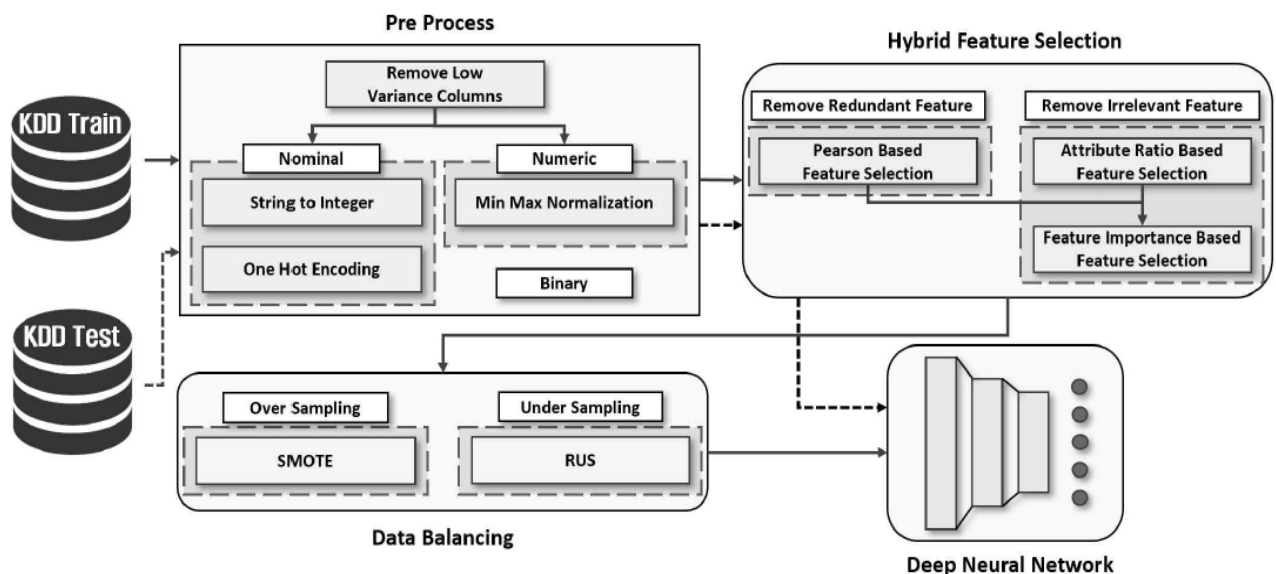 Pre Process
Remove Low
Variance Columns
Nominal
Numeric
String to Integer
Min Max Normalization
One Hot Encoding
Binary
KDD Train
KDD Test
Hybrid Feature Selection
Remove Redundant Feature
Remove Irrelevant Feature
Pearson Based
Feature Selection
Attribute Ratio Based
Feature Selection
Feature Importance Based
Feature Selection
Over Sampling
Under Sampling
SMOTE
RUS
Data Balancing
Deep Neural Network